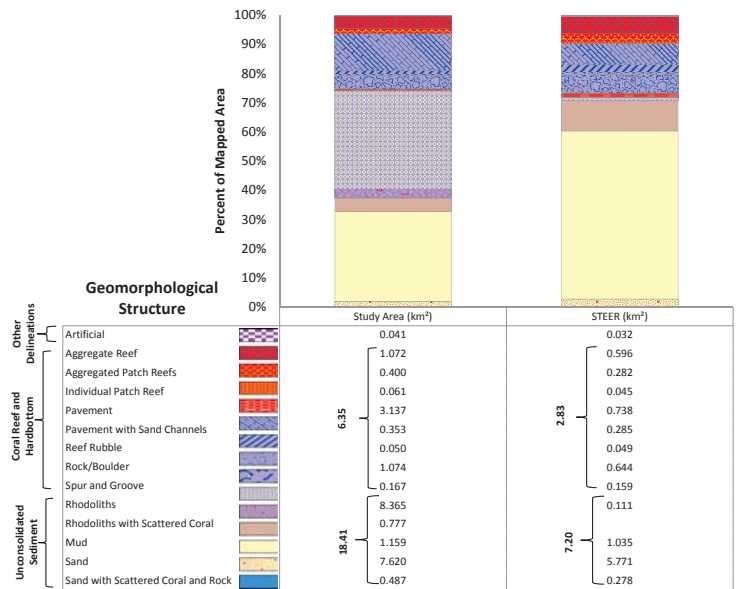 100%
90%
80%
70%
60%
50%
40%
30%
20%
10%
0%
Percent of Mapped Area
Geomorphological
Structure
Study Area (km²) STEER (km²)
Other
Delineations
Artificial 0.041 0.032
Coral Reef and
Hardbottom
6.35
2.83
Aggregate Reef 1.072 0.596
Aggregated Patch Reefs 0.400 0.282
Individual Patch Reef 0.061 0.045
Pavement 3.137 0.738
Pavement with Sand Channels 0.353 0.285
Reef Rubble 0.050 0.049
Rock/Boulder 1.074 0.644
Spur and Groove 0.167 0.159
Unconsolidated
Sediment
18.41
7.20
Rhodoliths 8.365 0.111
Rhodoliths with Scattered Coral 0.777
Mud 1.159 1.035
Sand 7.620 5.771
Sand with Scattered Coral and Rock 0.487 0.278